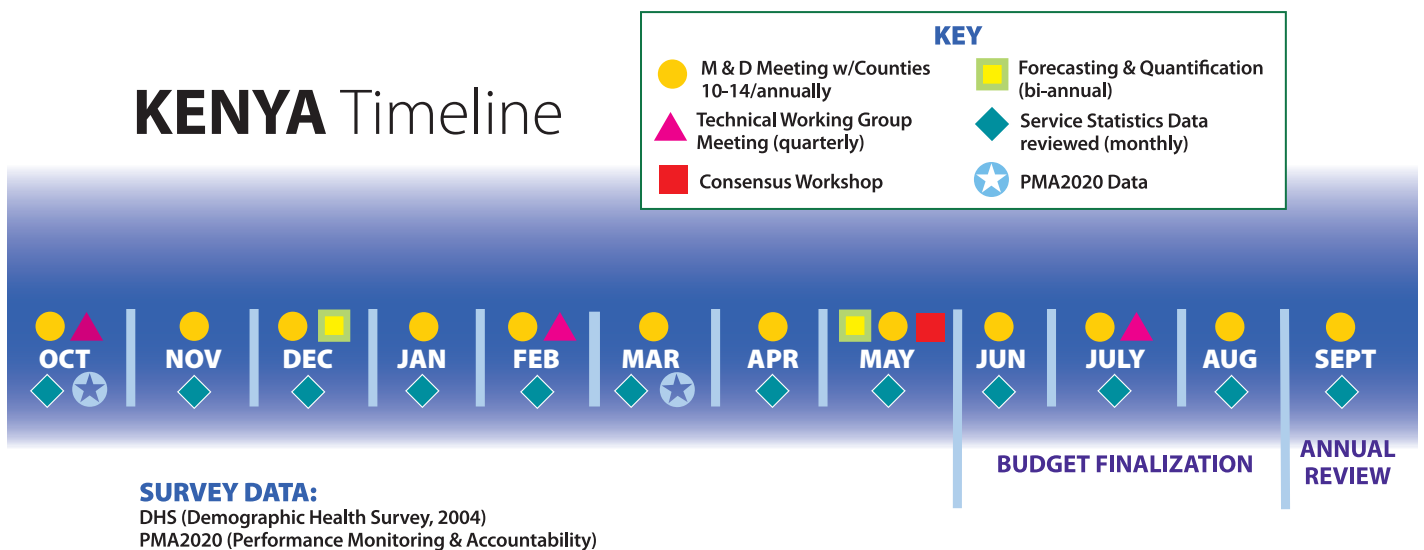 KENYA Timeline
KEY
M & D Meeting w/Counties
10-14/annually
Technical Working Group
Meeting (quarterly)
Consensus Workshop
Forecasting & Quantification
(bi-annual)
Service Statistics Data
reviewed (monthly)
PMA2020 Data
OCT
NOV
DEC
JAN
FEB
MAR
APR
MAY
JUN
JULY
AUG
SEPT
BUDGET FINALIZATION
ANNUAL
REVIEW
SURVEY DATA:
DHS (Demographic Health Survey, 2004)
PMA2020 (Performance Monitoring & Accountability)